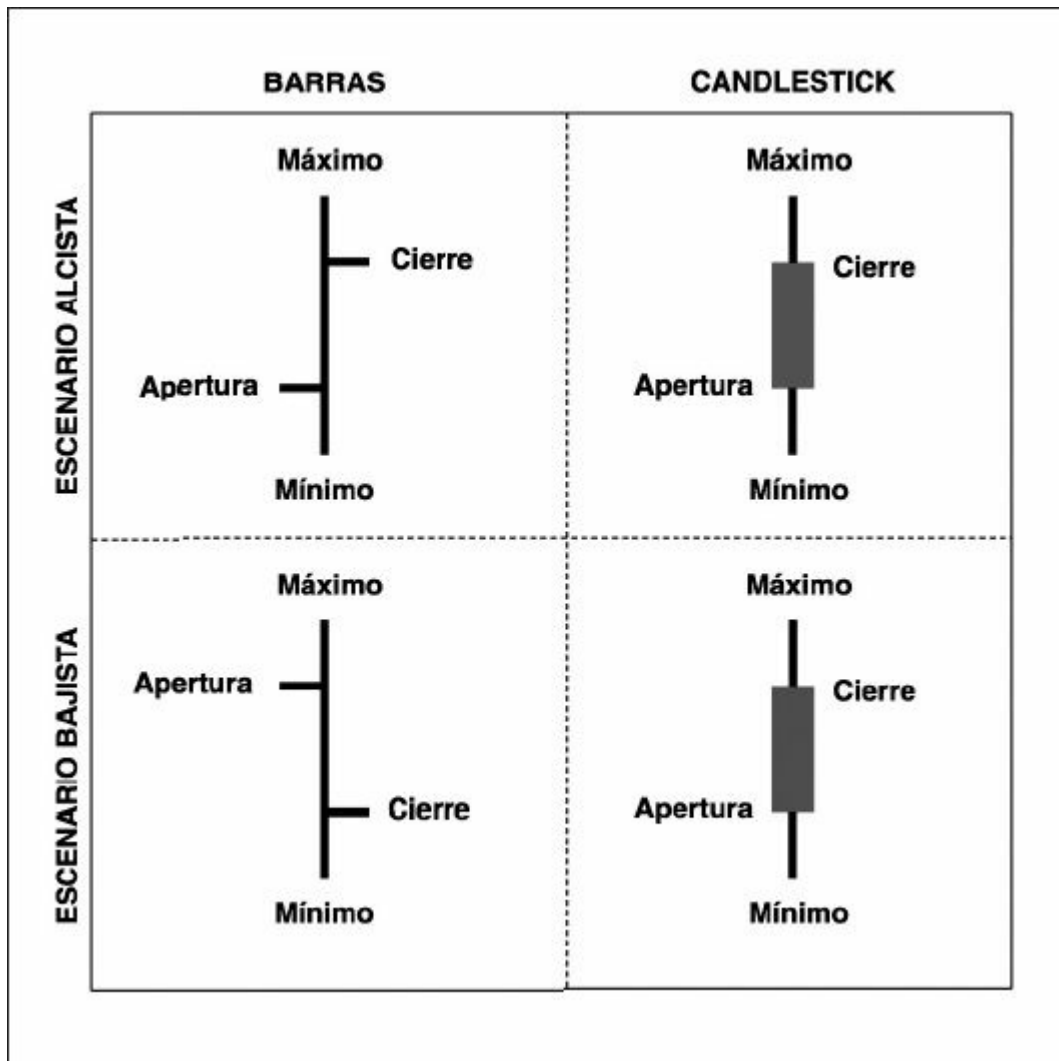 BARRAS
CANDLESTICK
ESCENARIO ALCISTA
Máximo
Cierre
Apertura
Mínimo
Máximo
Cierre
Apertura
Mínimo
ESCENARIO BAJISTA
Máximo
Apertura
Cierre
Mínimo
Máximo
Cierre
Apertura
Mínimo